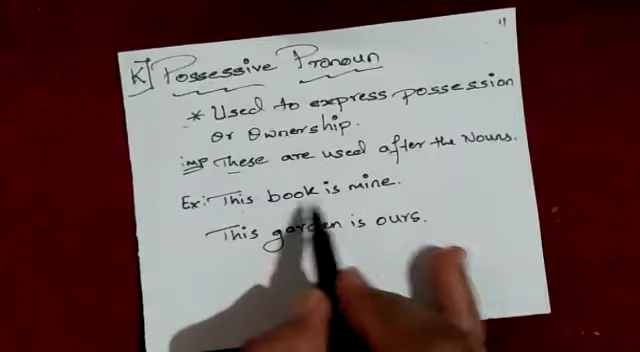 11
K] Possessive Pronoun
* Used to express possession
or Ownership.
imp These are used after the Nouns.
Ex: This book is mine.
This garden is ours.